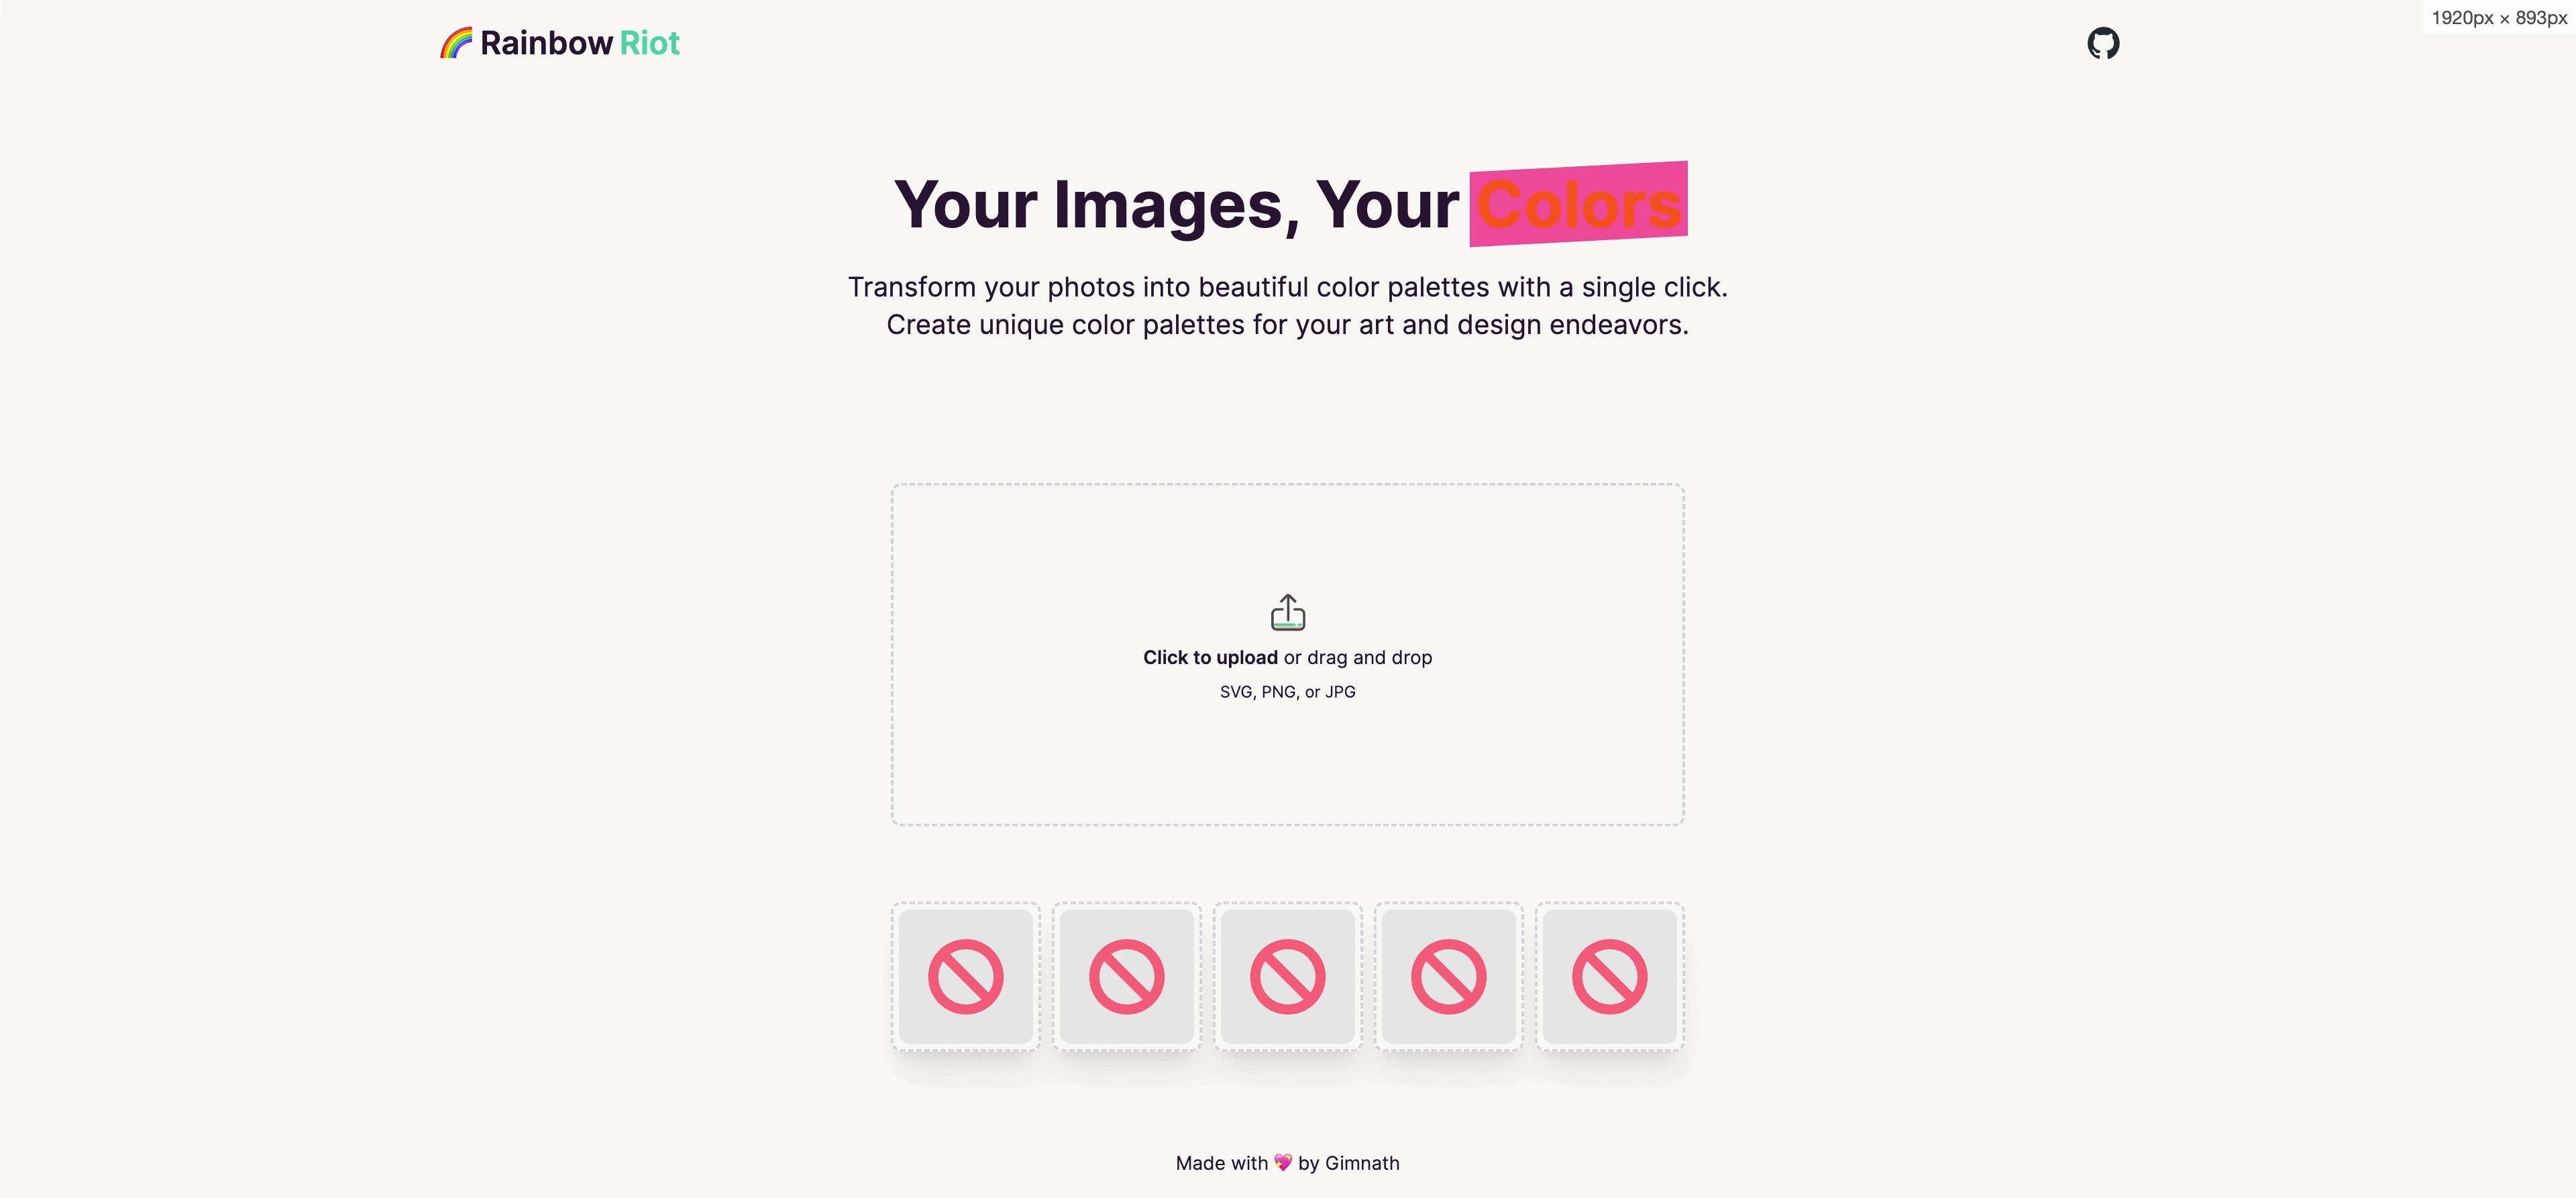 Rainbow Riot
1920px × 893px
Your Images, Your Colors
Transform your photos into beautiful color palettes with a single click.
Create unique color palettes for your art and design endeavors.
Click to upload or drag and drop
SVG, PNG, or JPG
Made with 💖 by Gimnath